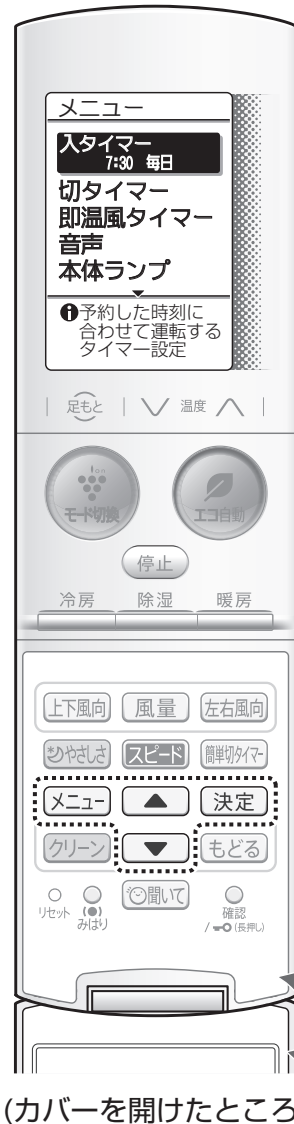 メニュー
入タイマー
7:30 毎日
切タイマー
即温風タイマー
音声
本体ランプ
❶予約した時刻に
合わせて運転する
タイマー設定
足もと 温度
ion
モード切換 エコ自動
停止
冷房 除湿 暖房
上下風向 風量 左右風向
やさしさ スピード 簡単切タイマー
メニュー ▲ 決定
クリーン ▼ もどる
リセット みはり 聞いて 確認
/ (長押し)
(カバーを開けたところ